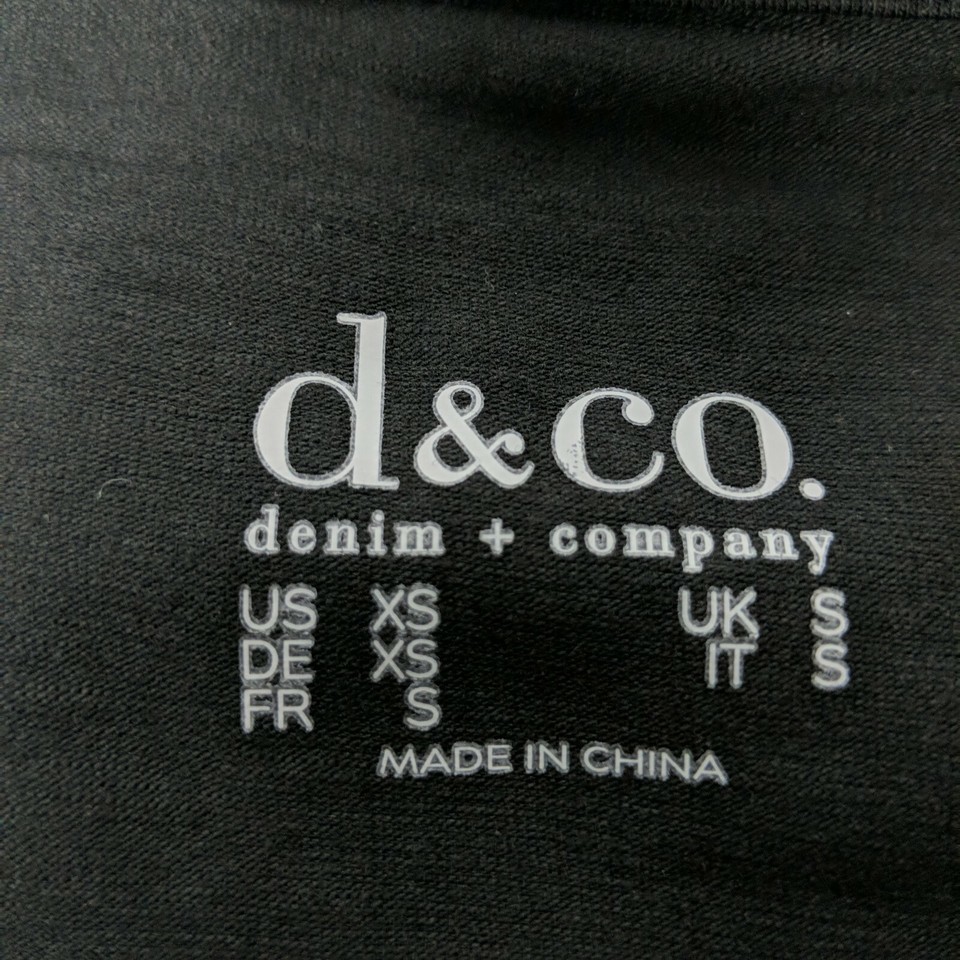 d&co.
denim + company
US XS UK S
DE XS IT S
FR S
MADE IN CHINA